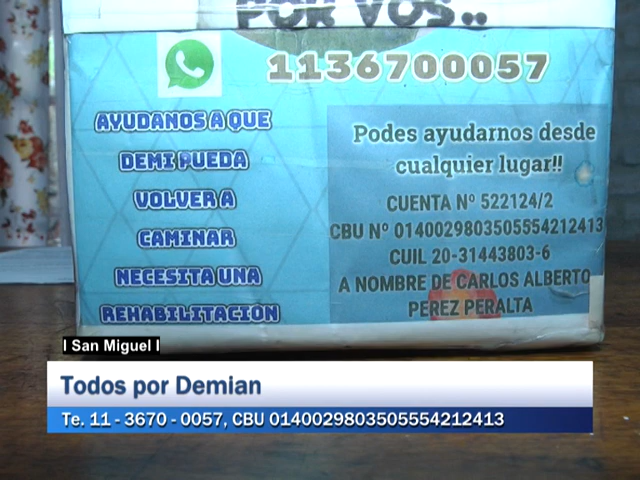 POR VOS..
1136700057
AYUDANOS A QUE
DEMI PUEDA
VOLVER A
CAMINAR
NECESITA UNA
REHABILITACION
Podes ayudarnos desde
cualquier lugar!!
CUENTA Nº 522124/2
CBU Nº 0140029803505554212413
CUIL 20-31443803-6
A NOMBRE DE CARLOS ALBERTO
PEREZ PERALTA
I San Miguel I
Todos por Demian
Te. 11 - 3670 - 0057, CBU 0140029803505554212413